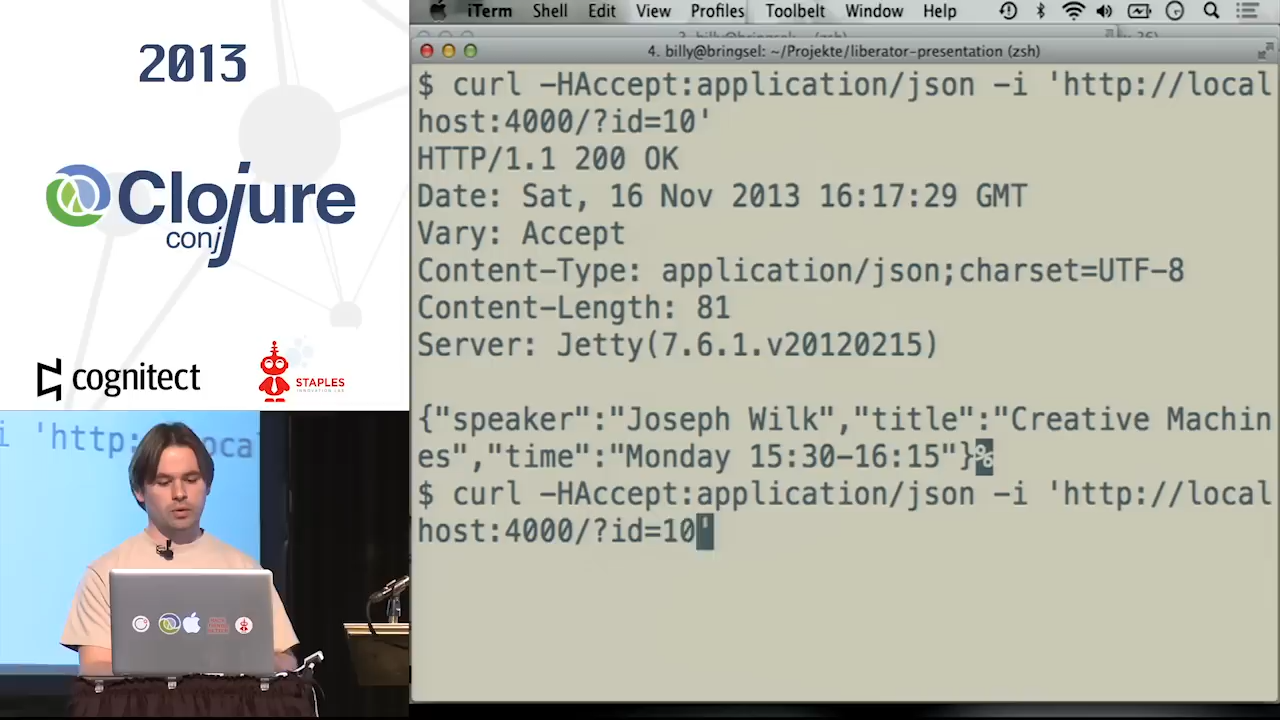 2013
Clojure
conj
cognitect
STAPLES
i 'http://local
iTerm Shell Edit View Profiles Toolbelt Window Help
4. billy@bringsel: ~/Projekte/liberator-presentation (zsh)
$ curl -HAccept:application/json -i 'http://local
host:4000/?id=10'
HTTP/1.1 200 OK
Date: Sat, 16 Nov 2013 16:17:29 GMT
Vary: Accept
Content-Type: application/json;charset=UTF-8
Content-Length: 81
Server: Jetty(7.6.1.v20120215)
{"speaker":"Joseph Wilk","title":"Creative Machin
es","time":"Monday 15:30-16:15"}%
$ curl -HAccept:application/json -i 'http://local
host:4000/?id=10'